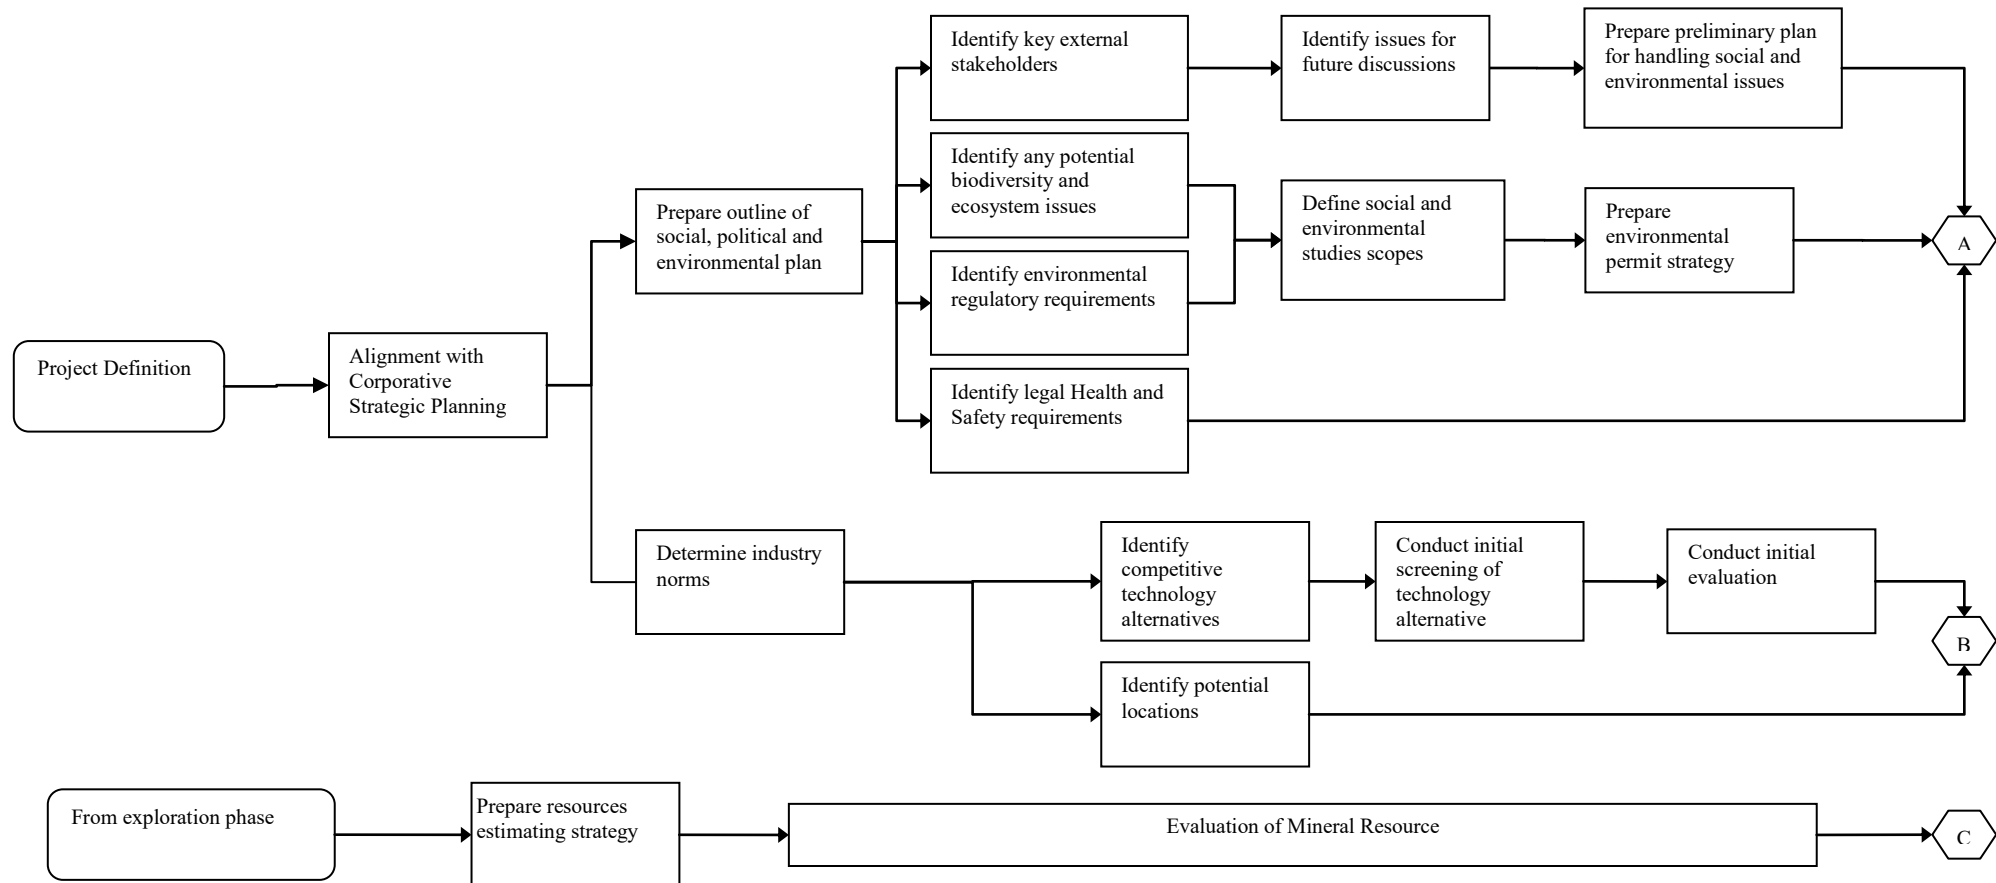 Identify key external
stakeholders
Identify issues for
future discussions
Prepare preliminary plan
for handling social and
environmental issues
Identify any potential
biodiversity and
ecosystem issues
Prepare outline of
social, political and
environmental plan
Define social and
environmental
studies scopes
Prepare
environmental
permit strategy
A
Identify environmental
regulatory requirements
Project Definition
Alignment with
Corporative
Strategic Planning
Identify legal Health and
Safety requirements
Determine industry
norms
Identify
competitive
technology
alternatives
Conduct initial
screening of
technology
alternative
Conduct initial
evaluation
B
Identify potential
locations
From exploration phase
Prepare resources
estimating strategy
Evaluation of Mineral Resource
C